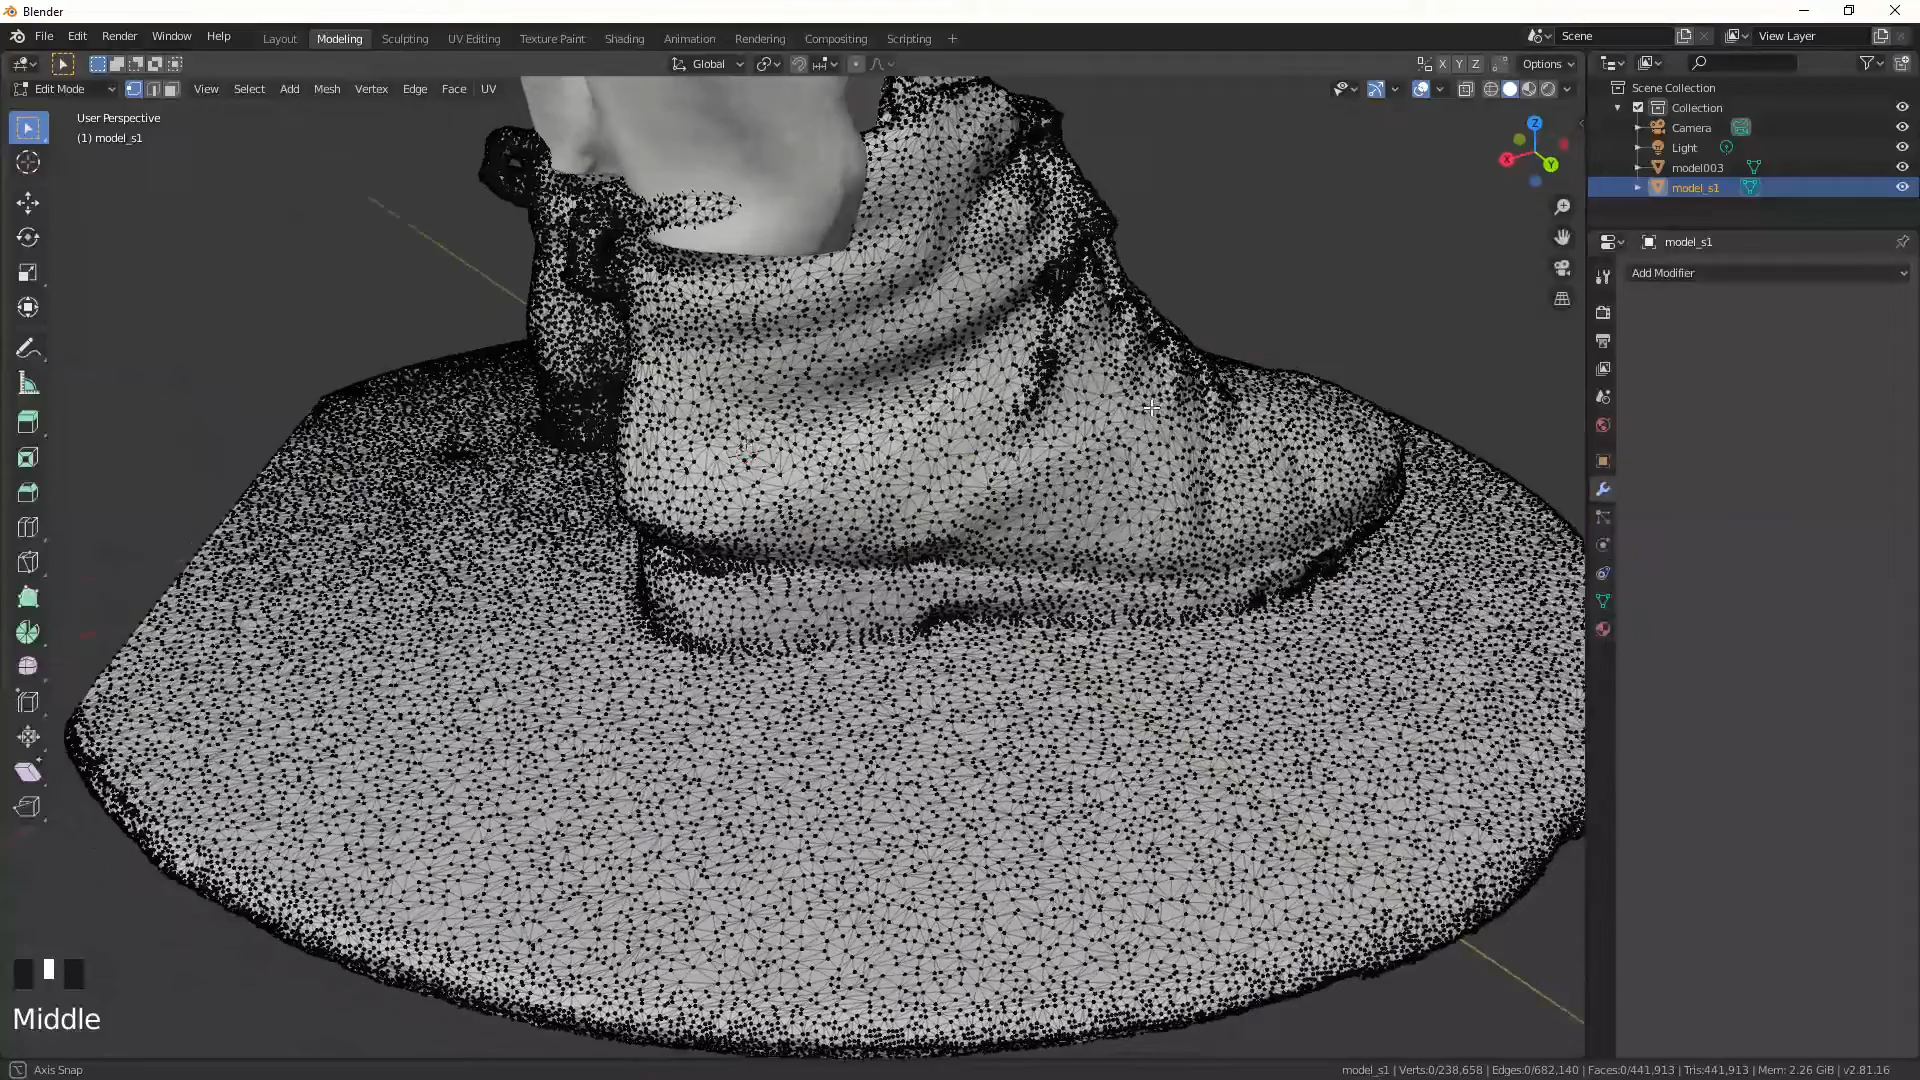 Blender
File Edit Render Window Help
Layout Modeling Sculpting UV Editing Texture Paint Shading Animation Rendering Compositing Scripting +
Scene
View Layer
Global
X Y Z
Options
Edit Mode
View Select Add Mesh Vertex Edge Face UV
User Perspective
(1) model_s1
Z
X
Y
Scene Collection
Collection
Camera
Light
model003
model_s1
model_s1
Add Modifier
Middle
Axis Snap
model_s1 | Verts:0/238,658 | Edges:0/682,140 | Faces:0/441,913 | Tris:441,913 | Mem: 2.26 GiB | v2.81.16